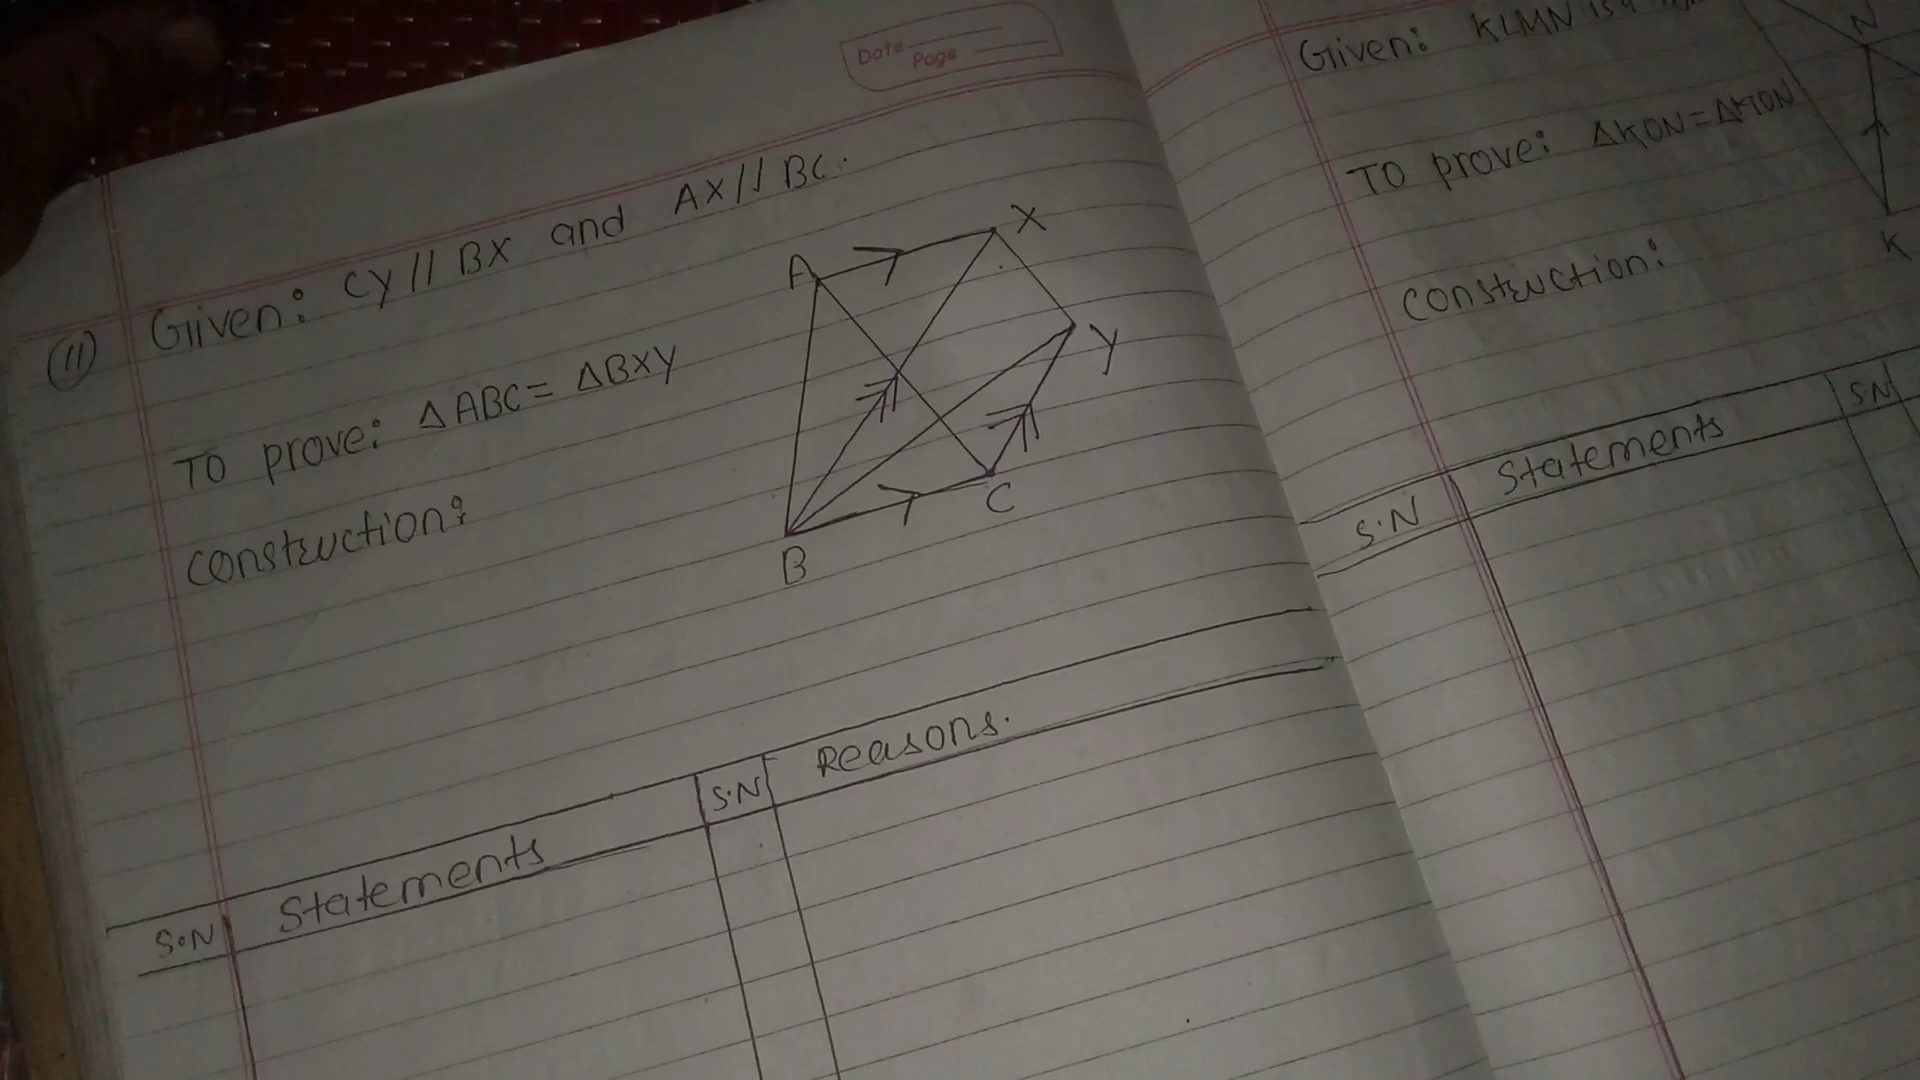 Date
Page
(11) Given: CY// BX and AX// BC.
To prove: ΔABC = ΔBXY
Construction:
A
X
Y
C
B
S.N Statements S.N Reasons.
Given: KLMN is a
To prove: ΔKON = ΔMON
Construction:
N
K
S.N Statements S.N